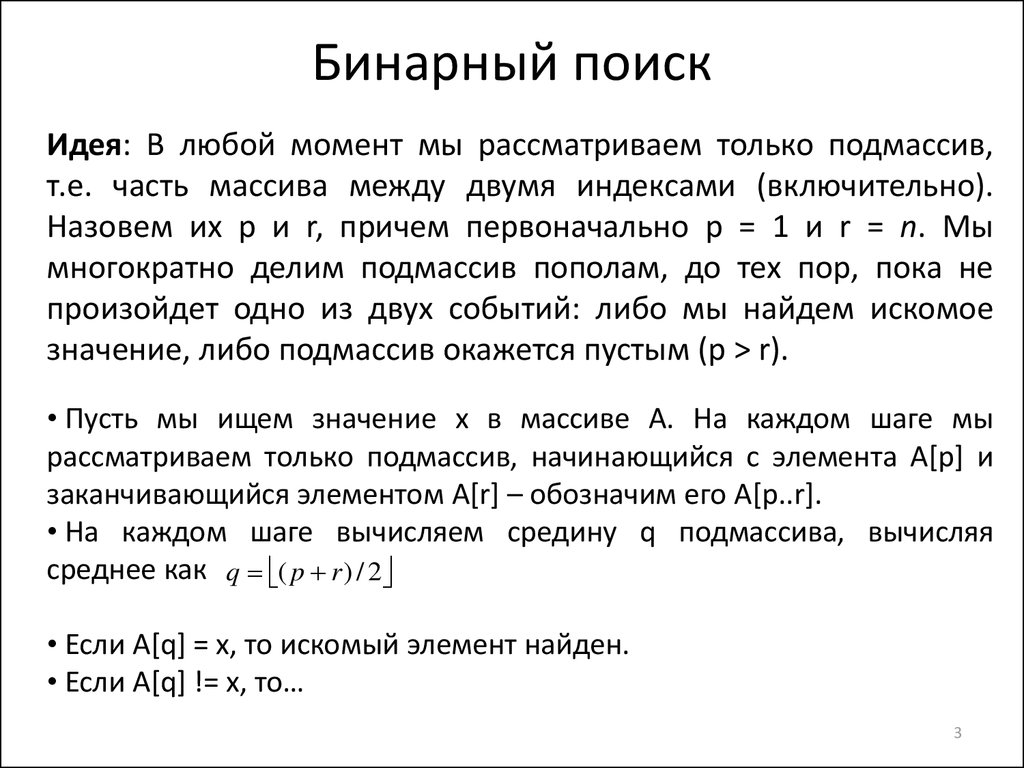 Бинарный поиск
Идея: В любой момент мы рассматриваем только подмассив,
т.е. часть массива между двумя индексами (включительно).
Назовем их p и r, причем первоначально p = 1 и r = n. Мы
многократно делим подмассив пополам, до тех пор, пока не
произойдет одно из двух событий: либо мы найдем искомое
значение, либо подмассив окажется пустым (p > r).
• Пусть мы ищем значение x в массиве A. На каждом шаге мы
рассматриваем только подмассив, начинающийся с элемента A[p] и
заканчивающийся элементом A[r] – обозначим его A[p..r].
• На каждом шаге вычисляем средину q подмассива, вычисляя
среднее как q = ⌊(p + r) / 2⌋
• Если A[q] = x, то искомый элемент найден.
• Если A[q] != x, то…
3